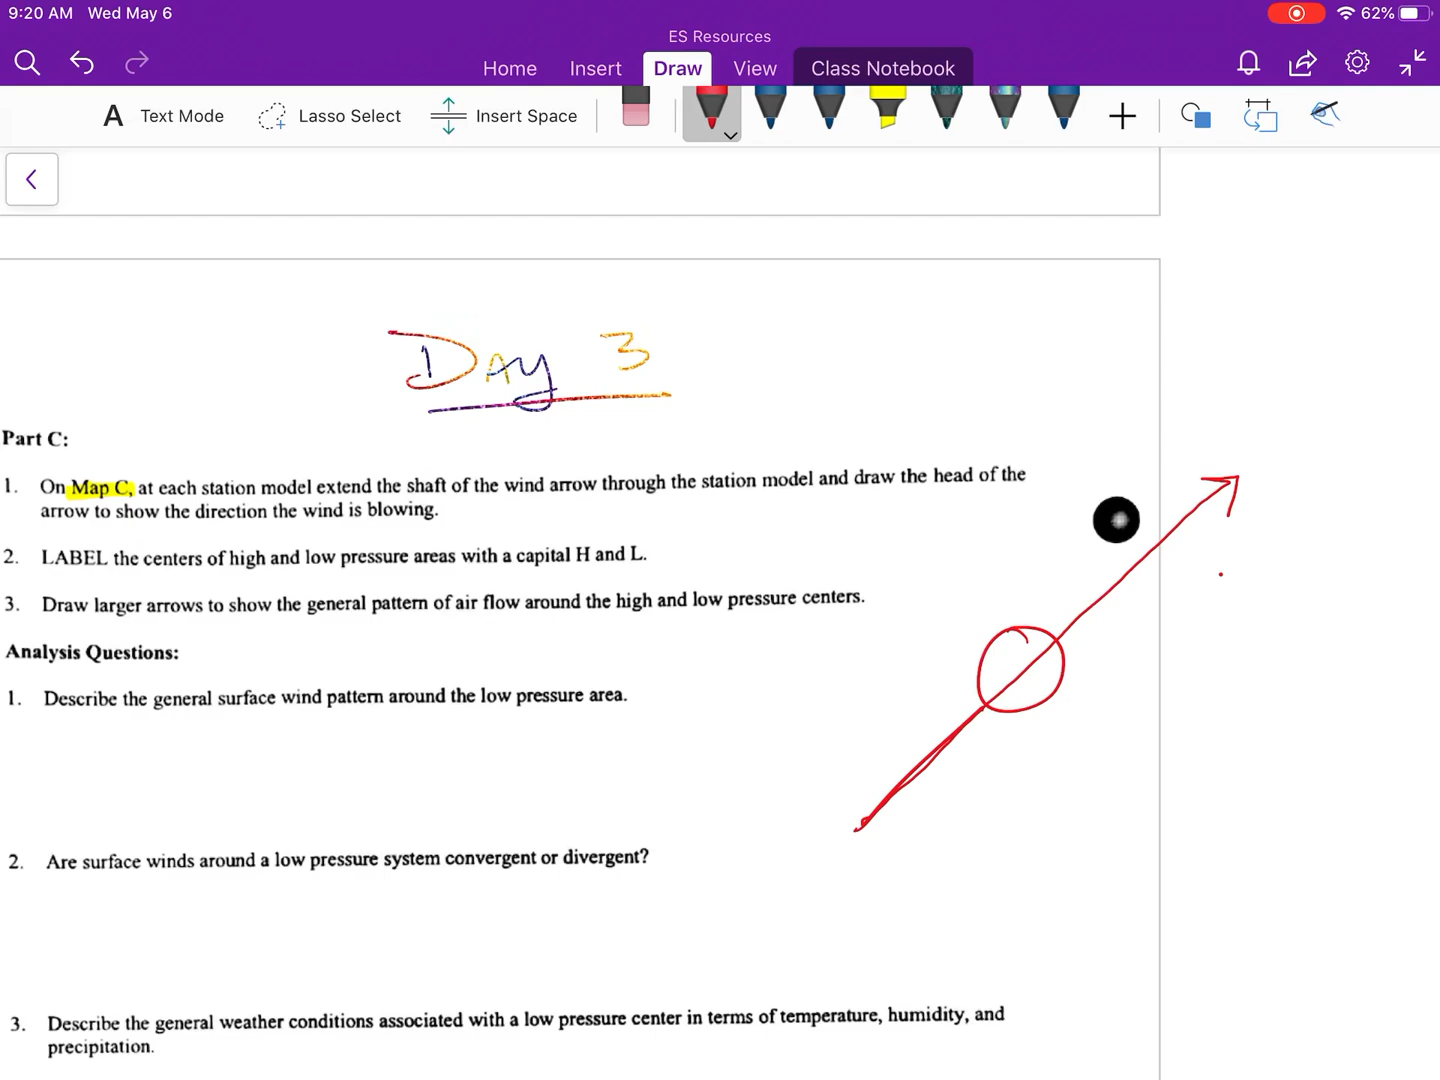 9:20 AM Wed May 6
62%
ES Resources
Home Insert Draw View Class Notebook
A Text Mode Lasso Select Insert Space
Day 3
Part C:
1. On Map C, at each station model extend the shaft of the wind arrow through the station model and draw the head of the
arrow to show the direction the wind is blowing.
2. LABEL the centers of high and low pressure areas with a capital H and L.
3. Draw larger arrows to show the general pattern of air flow around the high and low pressure centers.
Analysis Questions:
1. Describe the general surface wind pattern around the low pressure area.
2. Are surface winds around a low pressure system convergent or divergent?
3. Describe the general weather conditions associated with a low pressure center in terms of temperature, humidity, and
precipitation.